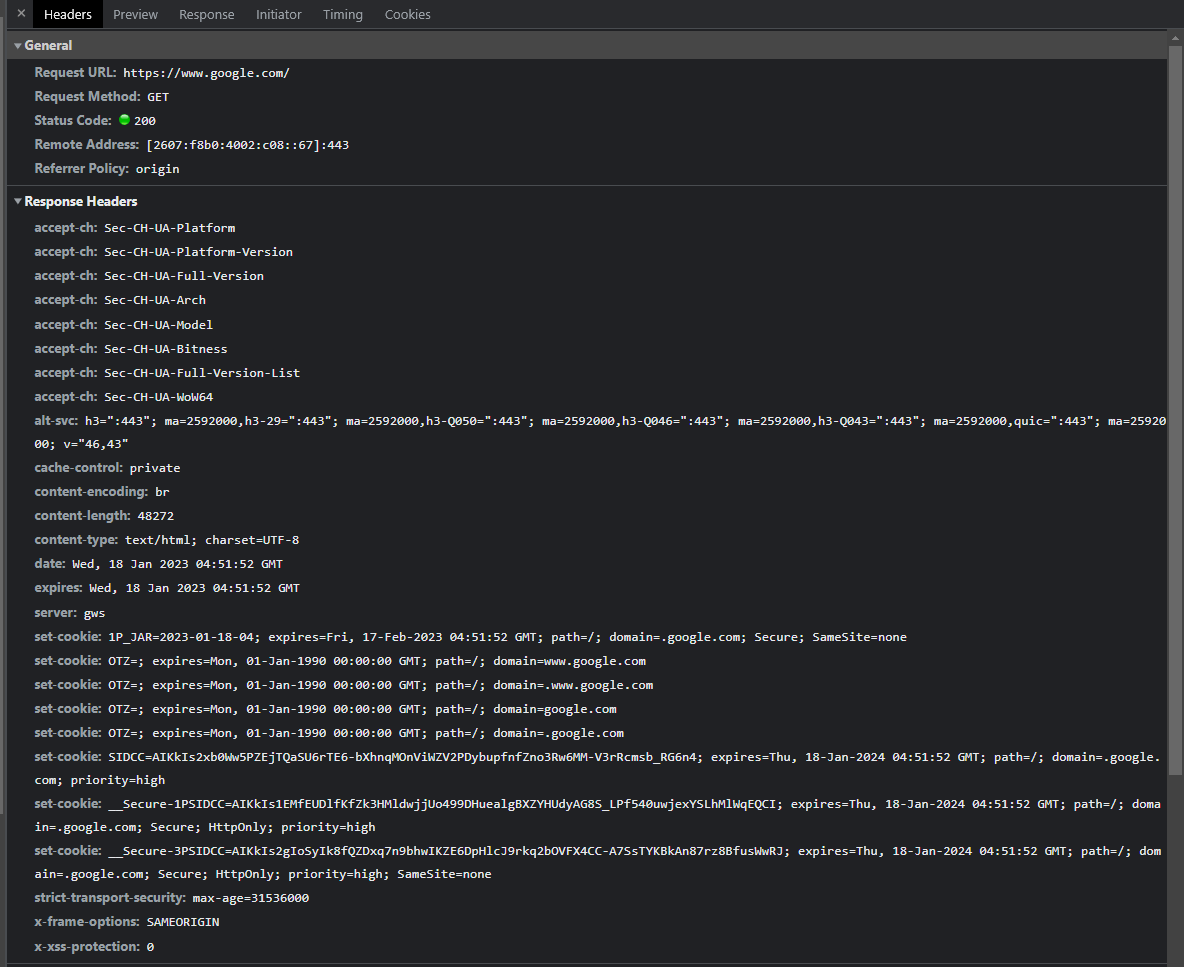 × Headers Preview Response Initiator Timing Cookies
General
Request URL: https://www.google.com/
Request Method: GET
Status Code: 200
Remote Address: [2607:f8b0:4002:c08::67]:443
Referrer Policy: origin
Response Headers
accept-ch: Sec-CH-UA-Platform
accept-ch: Sec-CH-UA-Platform-Version
accept-ch: Sec-CH-UA-Full-Version
accept-ch: Sec-CH-UA-Arch
accept-ch: Sec-CH-UA-Model
accept-ch: Sec-CH-UA-Bitness
accept-ch: Sec-CH-UA-Full-Version-List
accept-ch: Sec-CH-UA-WoW64
alt-svc: h3=":443"; ma=2592000,h3-29=":443"; ma=2592000,h3-Q050=":443"; ma=2592000,h3-Q046=":443"; ma=2592000,h3-Q043=":443"; ma=2592000,quic=":443"; ma=25920
00; v="46,43"
cache-control: private
content-encoding: br
content-length: 48272
content-type: text/html; charset=UTF-8
date: Wed, 18 Jan 2023 04:51:52 GMT
expires: Wed, 18 Jan 2023 04:51:52 GMT
server: gws
set-cookie: 1P_JAR=2023-01-18-04; expires=Fri, 17-Feb-2023 04:51:52 GMT; path=/; domain=.google.com; Secure; SameSite=none
set-cookie: OTZ=; expires=Mon, 01-Jan-1990 00:00:00 GMT; path=/; domain=www.google.com
set-cookie: OTZ=; expires=Mon, 01-Jan-1990 00:00:00 GMT; path=/; domain=.www.google.com
set-cookie: OTZ=; expires=Mon, 01-Jan-1990 00:00:00 GMT; path=/; domain=google.com
set-cookie: OTZ=; expires=Mon, 01-Jan-1990 00:00:00 GMT; path=/; domain=.google.com
set-cookie: SIDCC=AIKkIs2xb0Ww5PZEjTQaSU6rTE6-bXhnqMOnViWZV2PDybupfnfZno3Rw6MM-V3rRcmsb_RG6n4; expires=Thu, 18-Jan-2024 04:51:52 GMT; path=/; domain=.google.
com; priority=high
set-cookie: __Secure-1PSIDCC=AIKkIs1EMfEUDlfKfZk3HMldwjjUo499DHuealgBXZYHUdyAG8S_LPf540uwjexYSLhMlWqEQCI; expires=Thu, 18-Jan-2024 04:51:52 GMT; path=/; doma
in=.google.com; Secure; HttpOnly; priority=high
set-cookie: __Secure-3PSIDCC=AIKkIs2gIoSyIk8fQZDxq7n9bhwIKZE6DpHlcJ9rkq2bOVFX4CC-A7SsTYKBkAn87rz8BfusWwRJ; expires=Thu, 18-Jan-2024 04:51:52 GMT; path=/; dom
ain=.google.com; Secure; HttpOnly; priority=high; SameSite=none
strict-transport-security: max-age=31536000
x-frame-options: SAMEORIGIN
x-xss-protection: 0